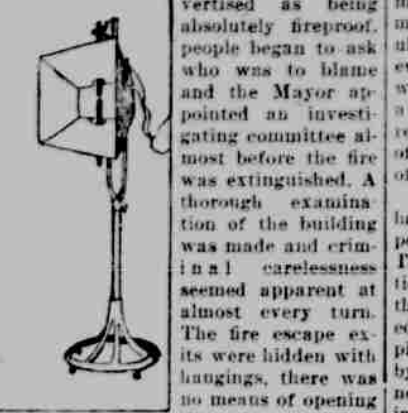 vertised as being
absolutely fireproof,
people began to ask
who was to blame
and the Mayor ap-
pointed an investi-
gating committee al-
most before the fire
was extinguished. A
thorough examina-
tion of the building
was made and crim-
inal carelessness
seemed apparent at
almost every turn.
The fire escape ex-
its were hidden with
hangings, there was
no means of opening